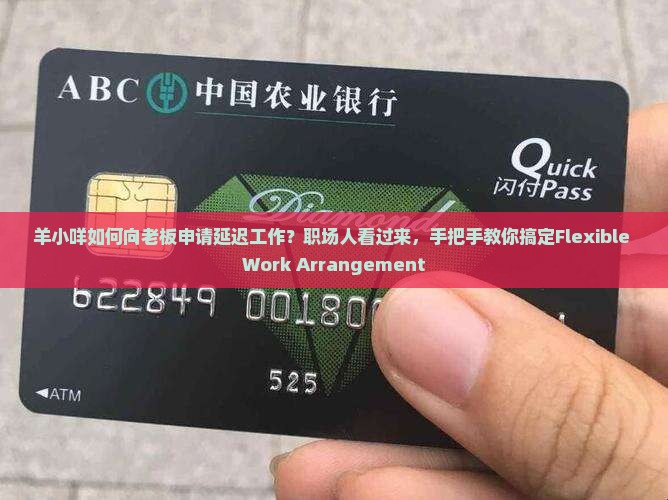 ABC 中国农业银行
Quick
闪付Pass
Diamond
羊小咩如何向老板申请延迟工作？职场人看过来，手把手教你搞定Flexible
Work Arrangement
622849 00180
525
◀ATM